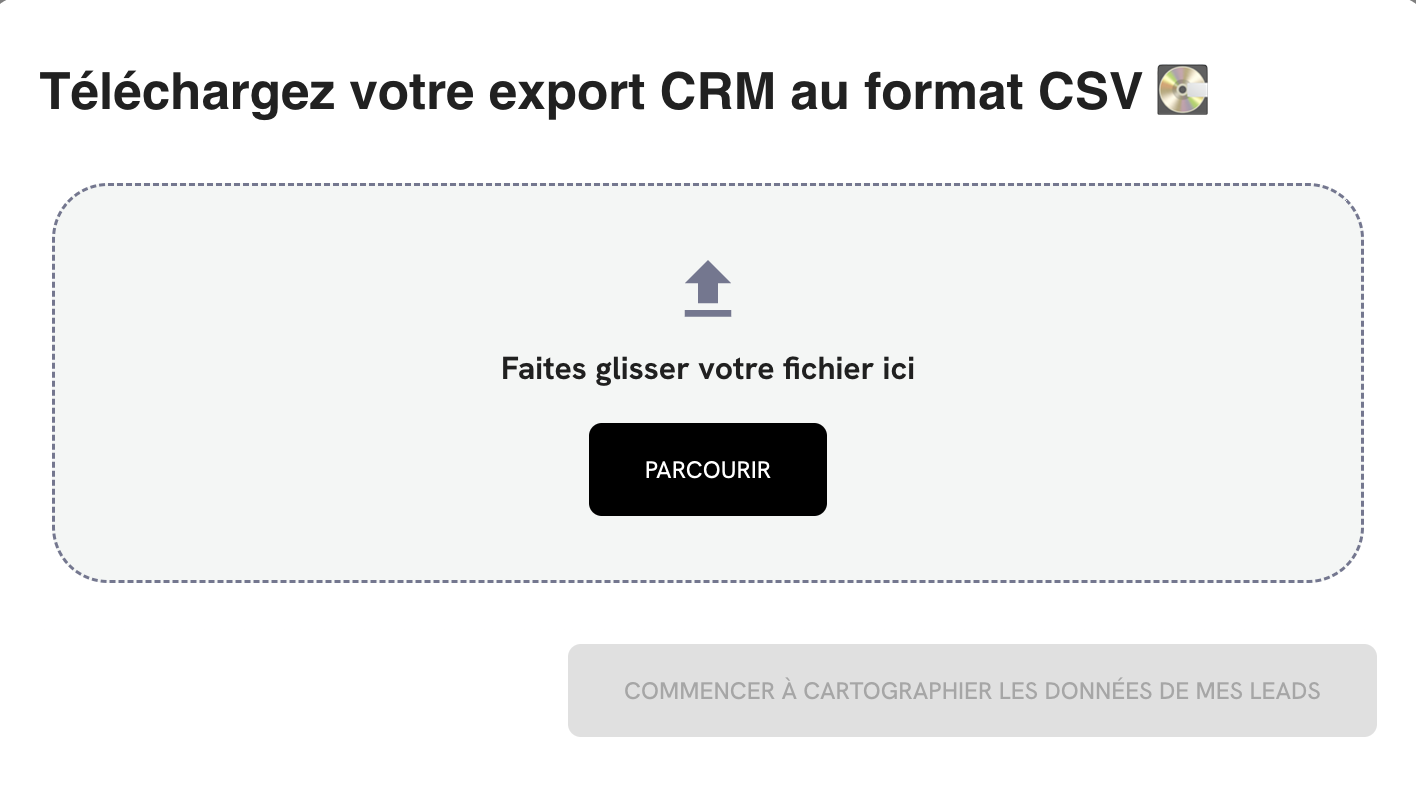 Téléchargez votre export CRM au format CSV 💽
Faites glisser votre fichier ici
PARCOURIR
COMMENCER À CARTOGRAPHIER LES DONNÉES DE MES LEADS